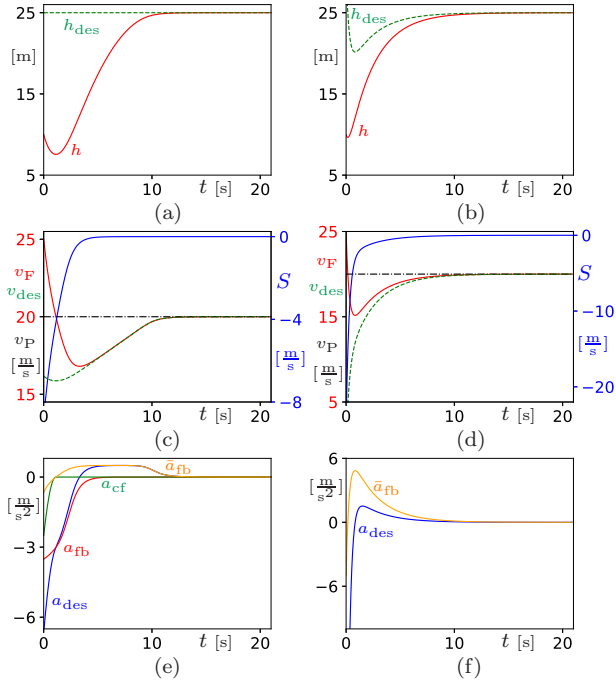 25
h_des
[m]
15
h
5
0
10
t [s]
20
(a)
25
h_des
[m]
15
h
5
0
10
t [s]
20
(b)
25
v_F
v_des
20
v_P
[m/s]
15
0
S
−4
[m/s]
−8
0
10
t [s]
20
(c)
25
v_F
v_des
15
v_P
[m/s]
5
0
S
−10
[m/s]
−20
0
10
t [s]
20
(d)
0
[m/s²]
−3
−6
ā_fb
a_cf
a_fb
a_des
0
10
t [s]
20
(e)
6
[m/s²]
0
−6
ā_fb
a_des
0
10
t [s]
20
(f)